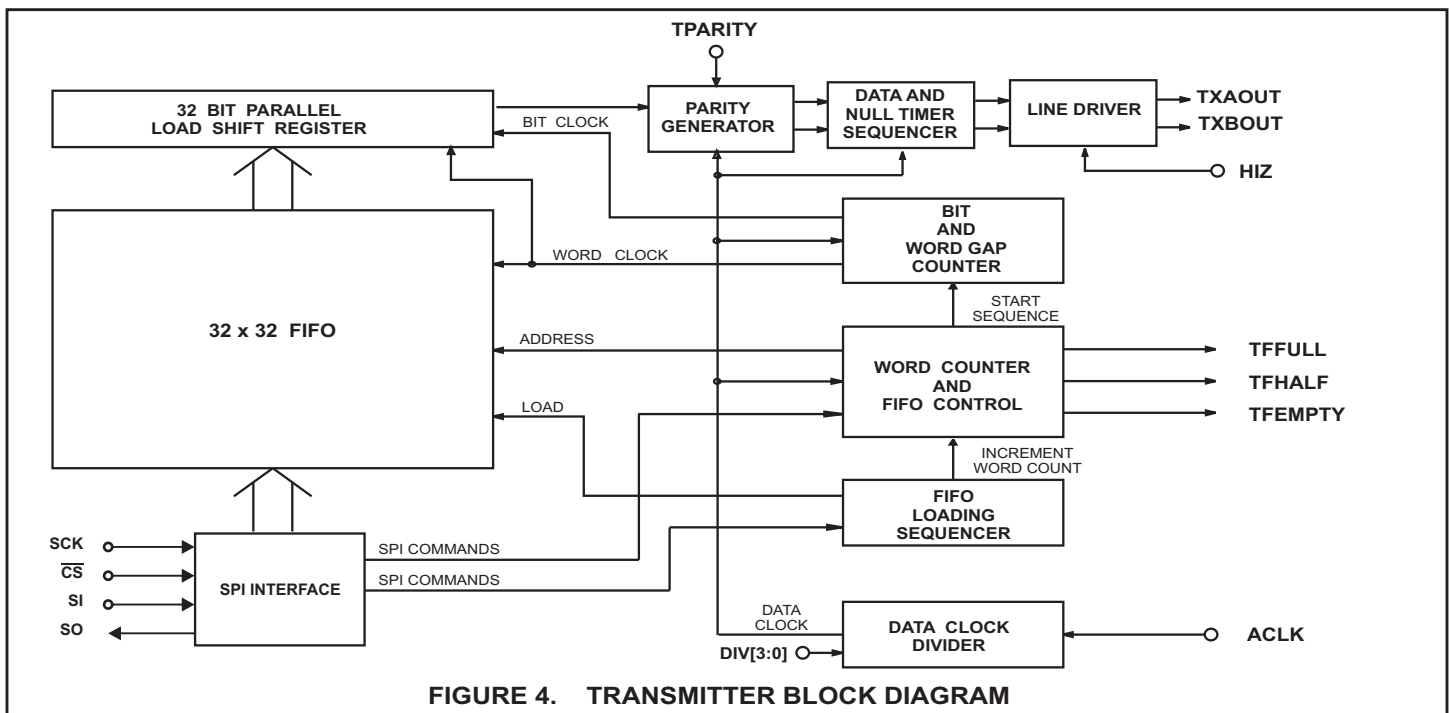 TPARITY
32 BIT PARALLEL
LOAD SHIFT REGISTER
BIT CLOCK
PARITY
GENERATOR
DATA AND
NULL TIMER
SEQUENCER
LINE DRIVER
TXAOUT
TXBOUT
HIZ
BIT
AND
WORD GAP
COUNTER
WORD CLOCK
START
SEQUENCE
32 x 32 FIFO
ADDRESS
WORD COUNTER
AND
FIFO CONTROL
TFFULL
TFHALF
TFEMPTY
LOAD
INCREMENT
WORD COUNT
FIFO
LOADING
SEQUENCER
SCK
CS
SI
SO
SPI INTERFACE
SPI COMMANDS
SPI COMMANDS
DATA
CLOCK
DIV[3:0]
DATA CLOCK
DIVIDER
ACLK
FIGURE 4. TRANSMITTER BLOCK DIAGRAM